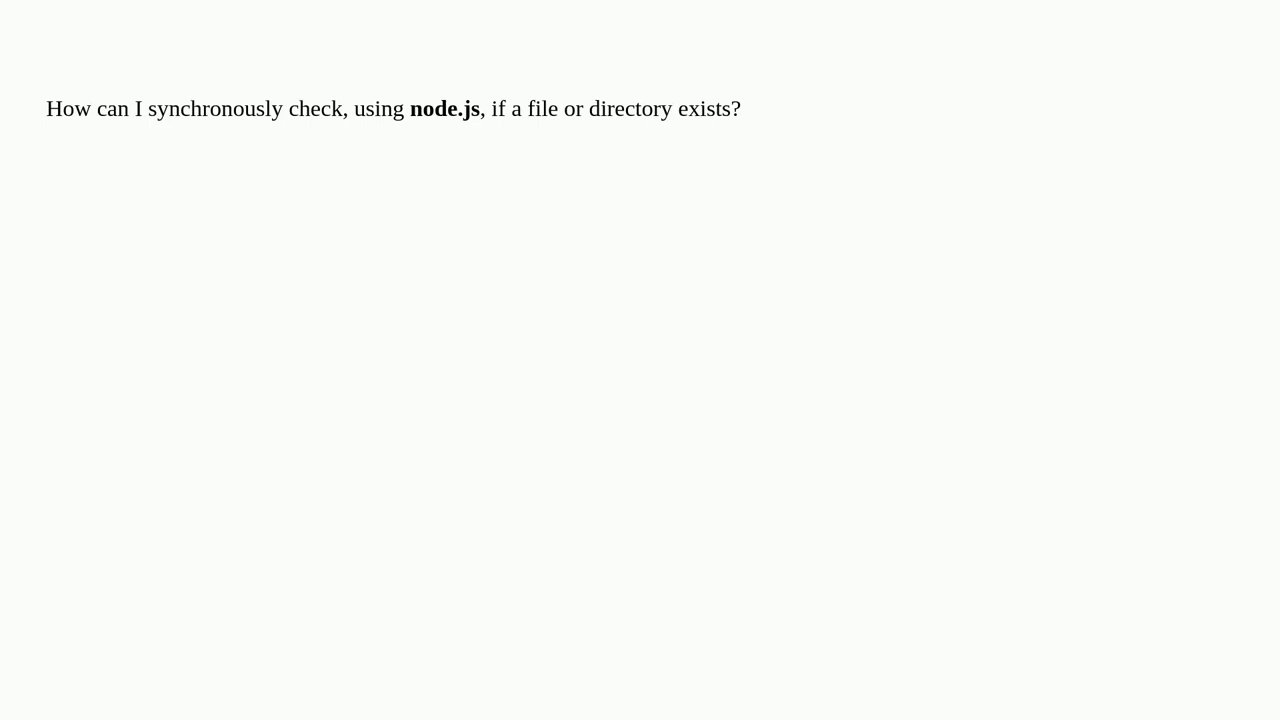 How can I synchronously check, using node.js, if a file or directory exists?